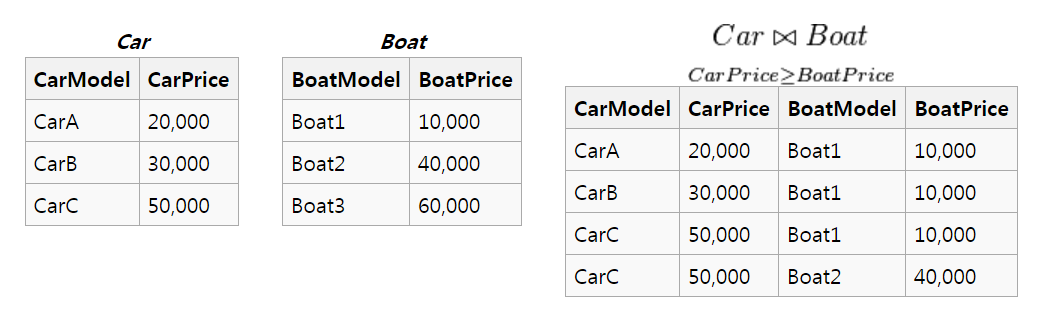 Car
CarModel CarPrice
CarA 20,000
CarB 30,000
CarC 50,000
Boat
BoatModel BoatPrice
Boat1 10,000
Boat2 40,000
Boat3 60,000
Car ⋈ Boat
CarPrice≥BoatPrice
CarModel CarPrice BoatModel BoatPrice
CarA 20,000 Boat1 10,000
CarB 30,000 Boat1 10,000
CarC 50,000 Boat1 10,000
CarC 50,000 Boat2 40,000